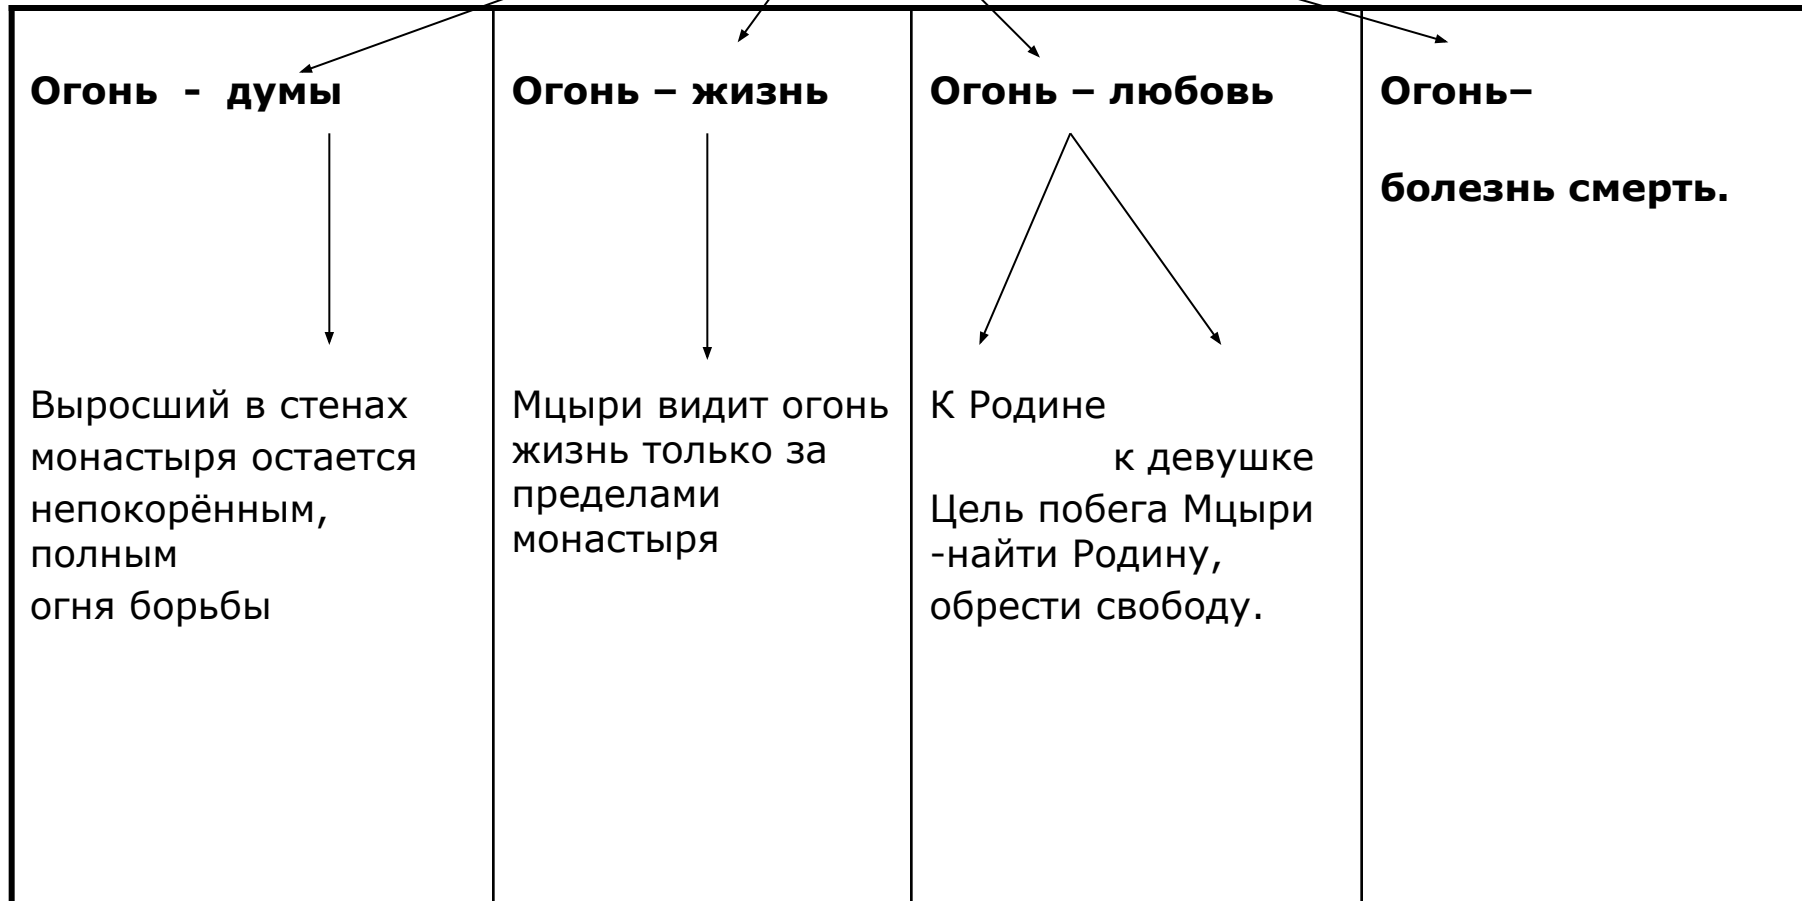 Огонь - думы
Выросший в стенах
монастыря остается
непокорённым,
полным
огня борьбы
Огонь – жизнь
Мцыри видит огонь
жизнь только за
пределами
монастыря
Огонь – любовь
К Родине
к девушке
Цель побега Мцыри
-найти Родину,
обрести свободу.
Огонь–
болезнь смерть.